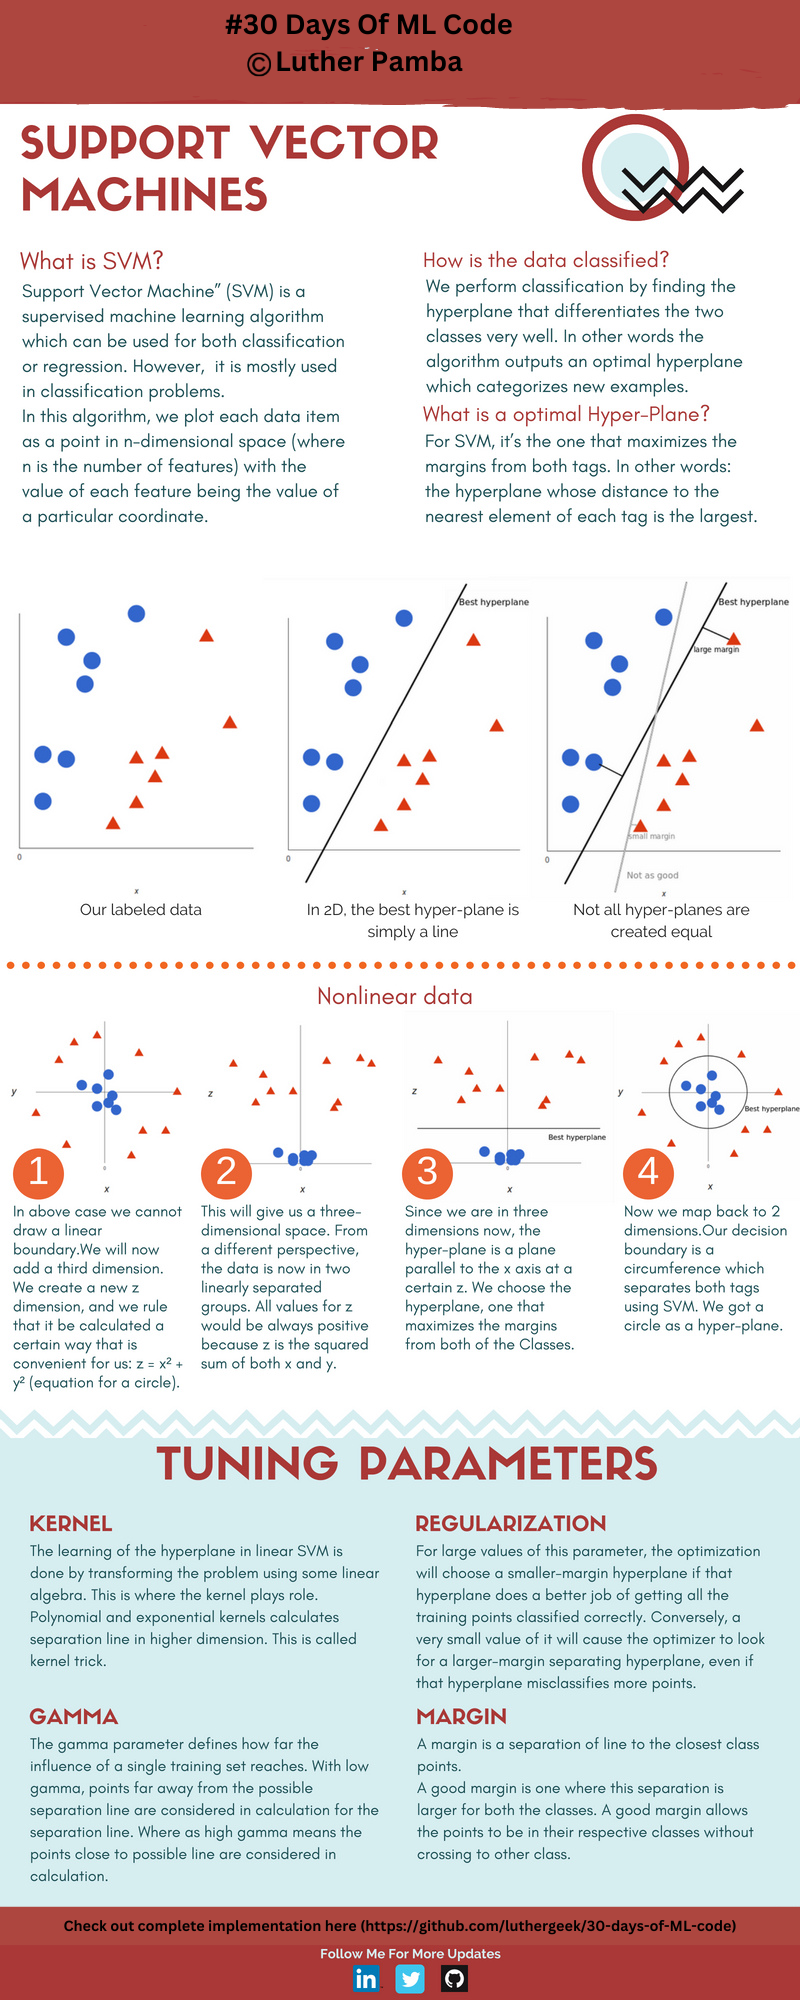 #30 Days Of ML Code
© Luther Pamba
SUPPORT VECTOR
MACHINES
What is SVM?
Support Vector Machine” (SVM) is a
supervised machine learning algorithm
which can be used for both classification
or regression. However,  it is mostly used
in classification problems.
In this algorithm, we plot each data item
as a point in n-dimensional space (where
n is the number of features) with the
value of each feature being the value of
a particular coordinate.
How is the data classified?
We perform classification by finding the
hyperplane that differentiates the two
classes very well. In other words the
algorithm outputs an optimal hyperplane
which categorizes new examples.
What is a optimal Hyper-Plane?
For SVM, it’s the one that maximizes the
margins from both tags. In other words:
the hyperplane whose distance to the
nearest element of each tag is the largest.
0
x
Our labeled data
Best hyperplane
0
x
In 2D, the best hyper-plane is
simply a line
Best hyperplane
large margin
small margin
Not as good
0
x
Not all hyper-planes are
created equal
Nonlinear data
y
0
x
1
In above case we cannot
draw a linear
boundary.We will now
add a third dimension.
We create a new z
dimension, and we rule
that it be calculated a
certain way that is
convenient for us: z = x² +
y² (equation for a circle).
z
0
x
2
This will give us a three-
dimensional space. From
a different perspective,
the data is now in two
linearly separated
groups. All values for z
would be always positive
because z is the squared
sum of both x and y.
z
Best hyperplane
0
x
3
Since we are in three
dimensions now, the
hyper-plane is a plane
parallel to the x axis at a
certain z. We choose the
hyperplane, one that
maximizes the margins
from both of the Classes.
y
Best hyperplane
0
x
4
Now we map back to 2
dimensions.Our decision
boundary is a
circumference which
separates both tags
using SVM. We got a
circle as a hyper-plane.
TUNING PARAMETERS
KERNEL
The learning of the hyperplane in linear SVM is
done by transforming the problem using some linear
algebra. This is where the kernel plays role.
Polynomial and exponential kernels calculates
separation line in higher dimension. This is called
kernel trick.
REGULARIZATION
For large values of this parameter, the optimization
will choose a smaller-margin hyperplane if that
hyperplane does a better job of getting all the
training points classified correctly. Conversely, a
very small value of it will cause the optimizer to look
for a larger-margin separating hyperplane, even if
that hyperplane misclassifies more points.
GAMMA
The gamma parameter defines how far the
influence of a single training set reaches. With low
gamma, points far away from the possible
separation line are considered in calculation for the
separation line. Where as high gamma means the
points close to possible line are considered in
calculation.
MARGIN
A margin is a separation of line to the closest class
points.
A good margin is one where this separation is
larger for both the classes. A good margin allows
the points to be in their respective classes without
crossing to other class.
Check out complete implementation here (https://github.com/luthergeek/30-days-of-ML-code)
Follow Me For More Updates
in